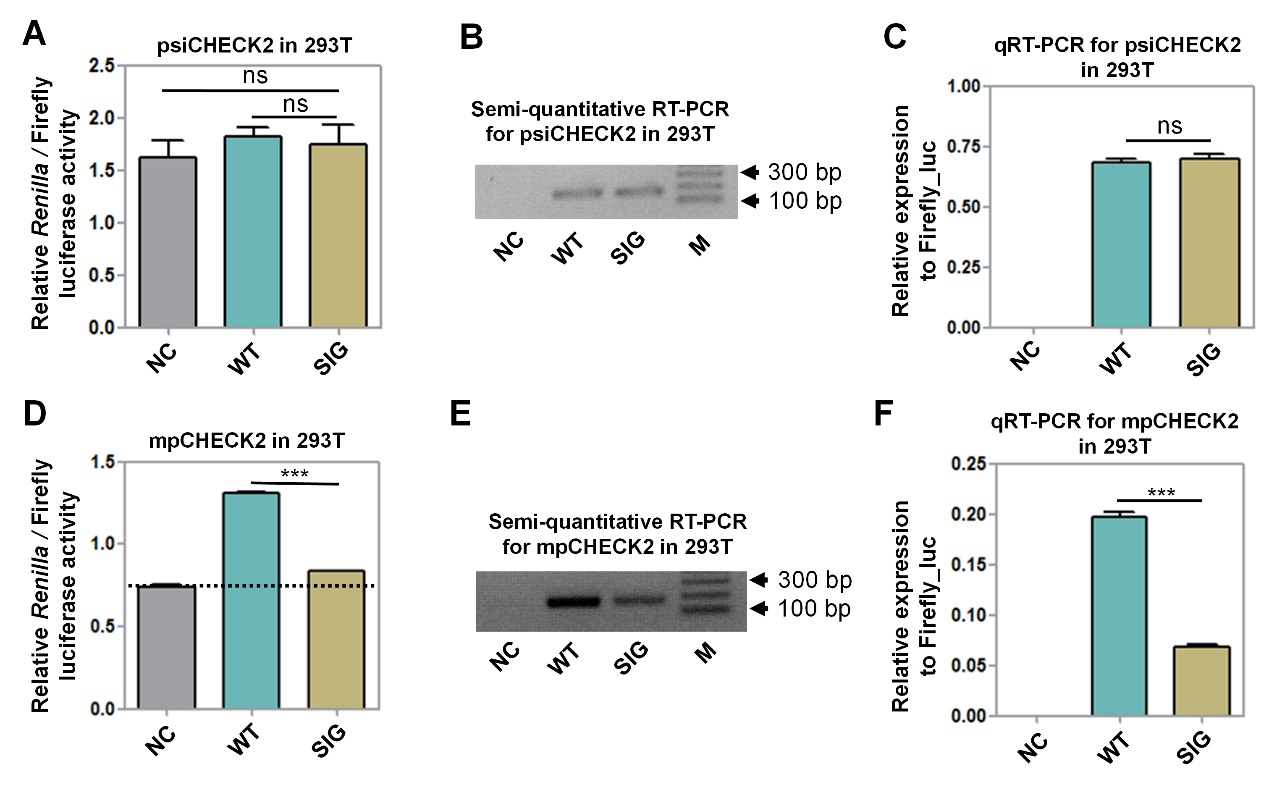 A
psiCHECK2 in 293T
Relative Renilla / Firefly
luciferase activity
2.5
2.0
1.5
1.0
0.5
0.0
ns
ns
NC
WT
SIG
B
Semi-quantitative RT-PCR
for psiCHECK2 in 293T
300 bp
100 bp
NC
WT
SIG
M
C
qRT-PCR for psiCHECK2
in 293T
Relative expression
to Firefly_luc
1.00
0.75
0.50
0.25
0.00
ns
NC
WT
SIG
D
mpCHECK2 in 293T
Relative Renilla / Firefly
luciferase activity
1.5
1.0
0.5
0.0
***
NC
WT
SIG
E
Semi-quantitative RT-PCR
for mpCHECK2 in 293T
300 bp
100 bp
NC
WT
SIG
M
F
qRT-PCR for mpCHECK2
in 293T
Relative expression
to Firefly_luc
0.25
0.20
0.15
0.10
0.05
0.00
***
NC
WT
SIG